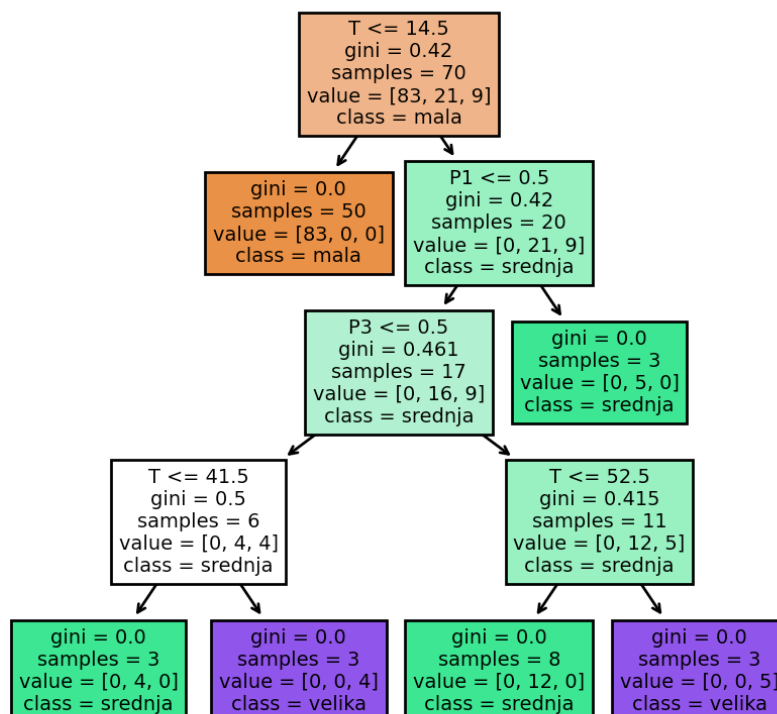 T <= 14.5
gini = 0.42
samples = 70
value = [83, 21, 9]
class = mala
gini = 0.0
samples = 50
value = [83, 0, 0]
class = mala
P1 <= 0.5
gini = 0.42
samples = 20
value = [0, 21, 9]
class = srednja
P3 <= 0.5
gini = 0.461
samples = 17
value = [0, 16, 9]
class = srednja
gini = 0.0
samples = 3
value = [0, 5, 0]
class = srednja
T <= 41.5
gini = 0.5
samples = 6
value = [0, 4, 4]
class = srednja
T <= 52.5
gini = 0.415
samples = 11
value = [0, 12, 5]
class = srednja
gini = 0.0
samples = 3
value = [0, 4, 0]
class = srednja
gini = 0.0
samples = 3
value = [0, 0, 4]
class = velika
gini = 0.0
samples = 8
value = [0, 12, 0]
class = srednja
gini = 0.0
samples = 3
value = [0, 0, 5]
class = velika